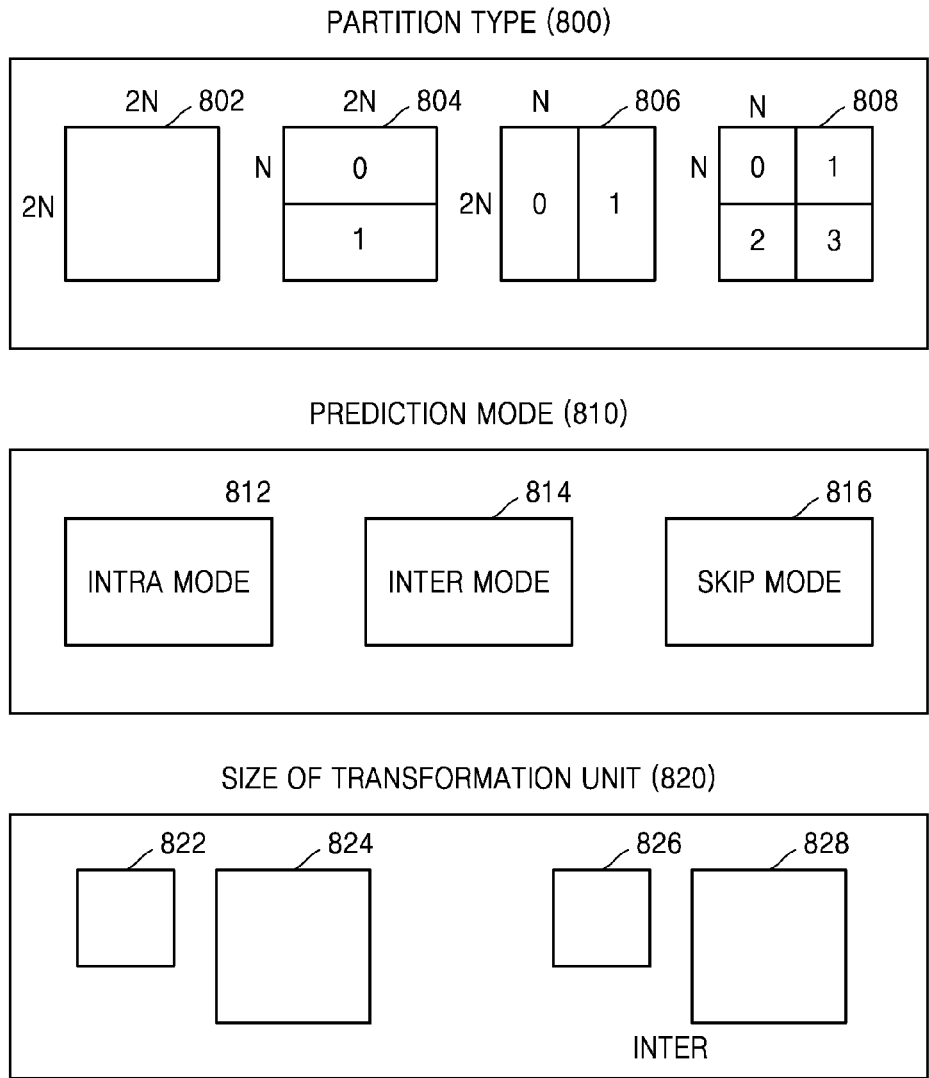 PARTITION TYPE (800)
2N 802 2N 804 N 806 N 808
2N N 0 1 2N 0 1 N 0 1 2 3
PREDICTION MODE (810)
812 814 816
INTRA MODE INTER MODE SKIP MODE
SIZE OF TRANSFORMATION UNIT (820)
822 824 826 828
INTER